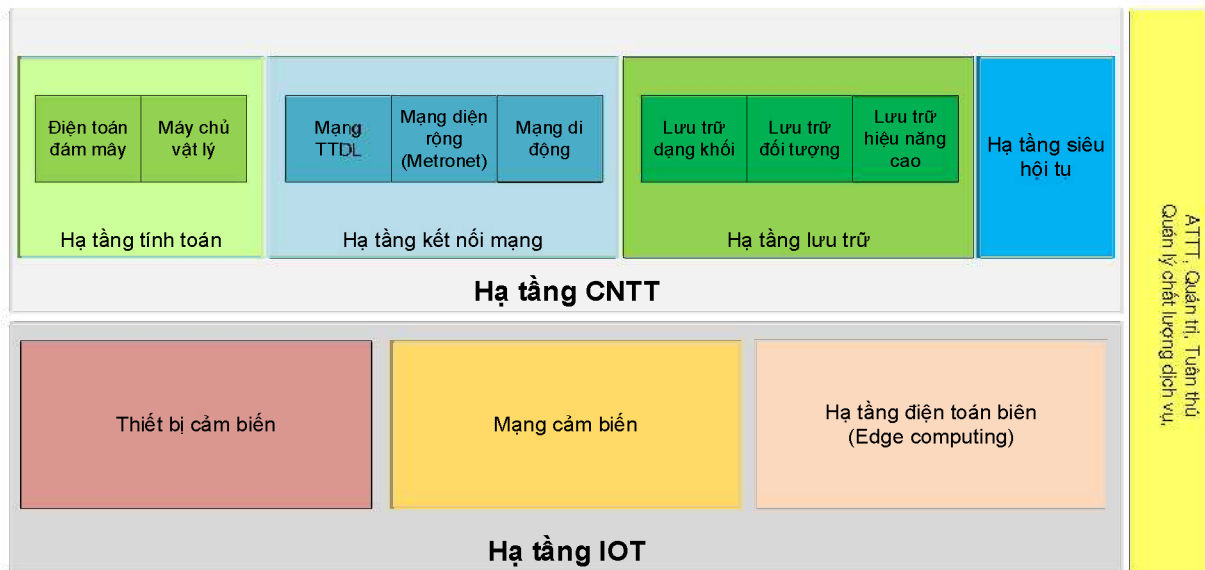 Điện toán
đám mây
Máy chủ
vật lý
Hạ tầng tính toán
Mạng
TTDL
Mạng diện
rộng
(Metronet)
Mạng di
động
Hạ tầng kết nối mạng
Lưu trữ
dạng khối
Lưu trữ
đối tượng
Lưu trữ
hiệu năng
cao
Hạ tầng lưu trữ
Hạ tầng siêu
hội tụ
Hạ tầng CNTT
Thiết bị cảm biến
Mạng cảm biến
Hạ tầng điện toán biên
(Edge computing)
Hạ tầng IOT
ATTT, Quản trị, Tuân thủ
Quản lý chất lượng dịch vụ,